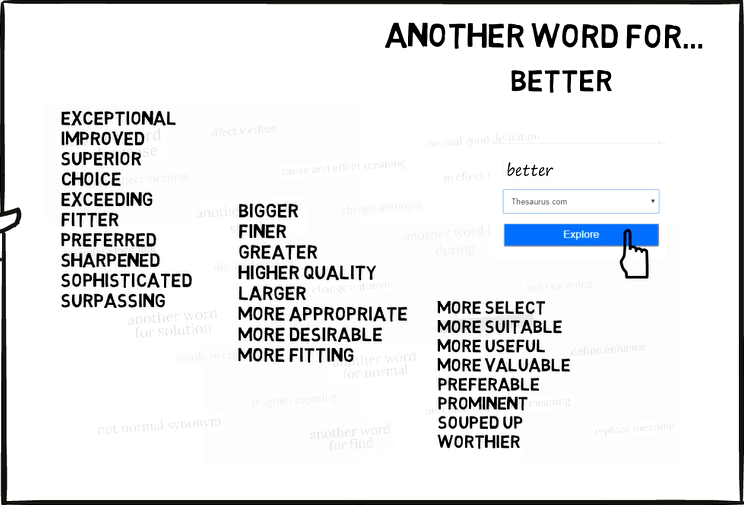 ANOTHER WORD FOR...
BETTER
EXCEPTIONAL
IMPROVED
SUPERIOR
CHOICE
EXCEEDING
FITTER
PREFERRED
SHARPENED
SOPHISTICATED
SURPASSING
BIGGER
FINER
GREATER
HIGHER QUALITY
LARGER
MORE APPROPRIATE
MORE DESIRABLE
MORE FITTING
better
Thesaurus.com
Explore
MORE SELECT
MORE SUITABLE
MORE USEFUL
MORE VALUABLE
PREFERABLE
PROMINENT
SOUPED UP
WORTHIER
affect v effect
normal good definition
cause and effect meaning
change antonym
another word
during
help meaning
another word
for solution
define enhance
another word
for normal
diagram meaning
not normal synonym
another word
for find
replace meaning